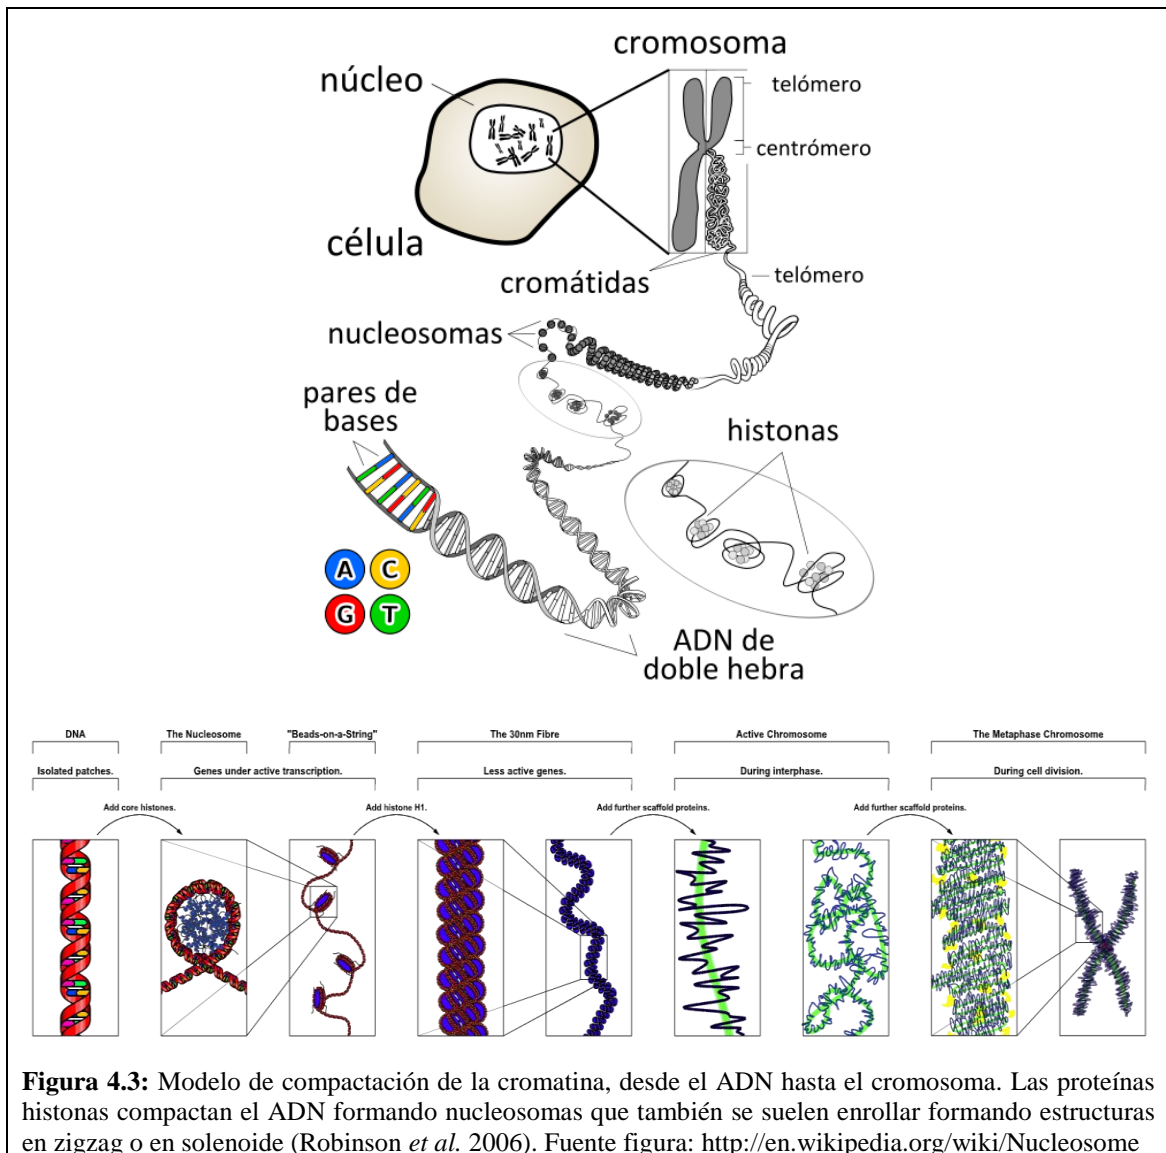 cromosoma
núcleo
telómero
centrómero
célula
cromátidas
telómero
nucleosomas
pares de
bases
histonas
A C
G T
ADN de
doble hebra
DNA
The Nucleosome
"Beads-on-a-String"
The 30nm Fibre
Active Chromosome
The Metaphase Chromosome
Isolated patches.
Genes under active transcription.
Less active genes.
During interphase.
During cell division.
Add core histones.
Add histone H1.
Add further scaffold proteins.
Add further scaffold proteins.
Figura 4.3: Modelo de compactación de la cromatina, desde el ADN hasta el cromosoma. Las proteínas
histonas compactan el ADN formando nucleosomas que también se suelen enrollar formando estructuras
en zigzag o en solenoide (Robinson et al. 2006). Fuente figura: http://en.wikipedia.org/wiki/Nucleosome